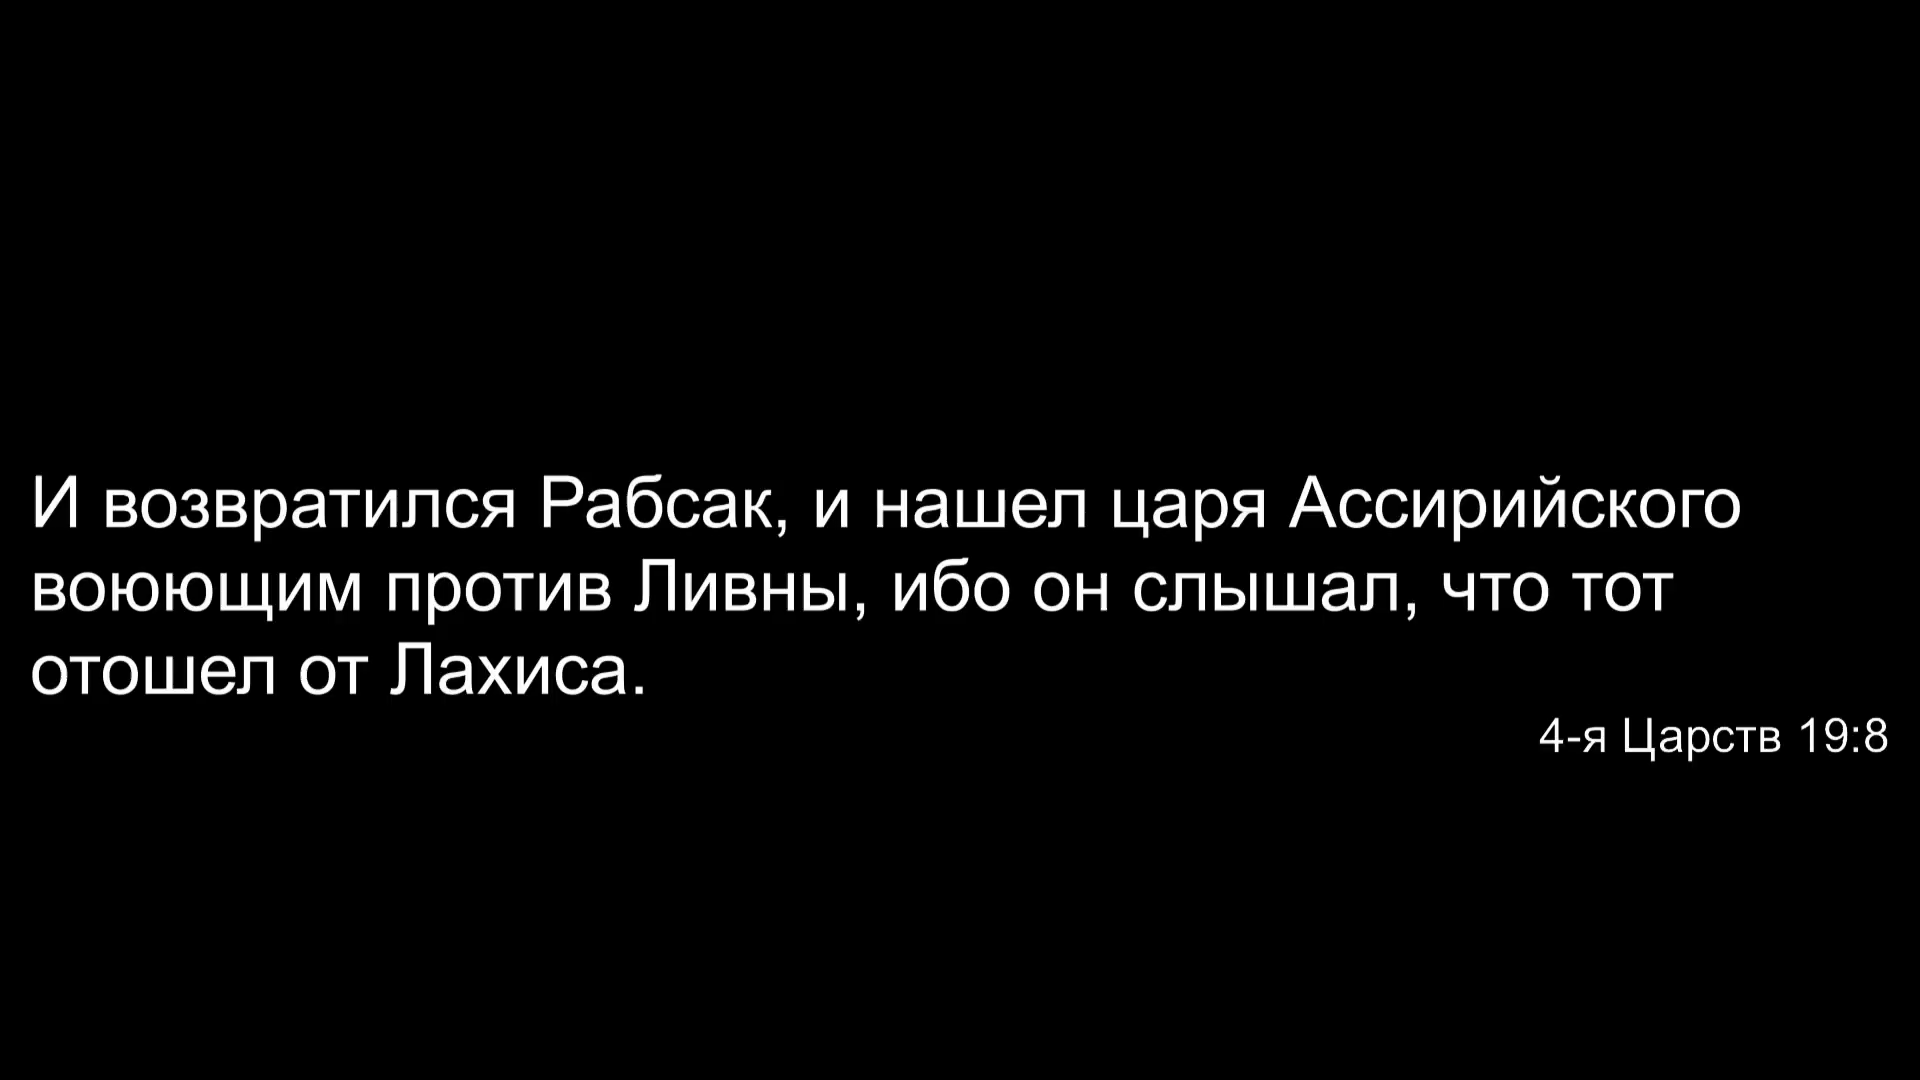 И возвратился Рабсак, и нашел царя Ассирийского
воюющим против Ливны, ибо он слышал, что тот
отошел от Лахиса.
4-я Царств 19:8